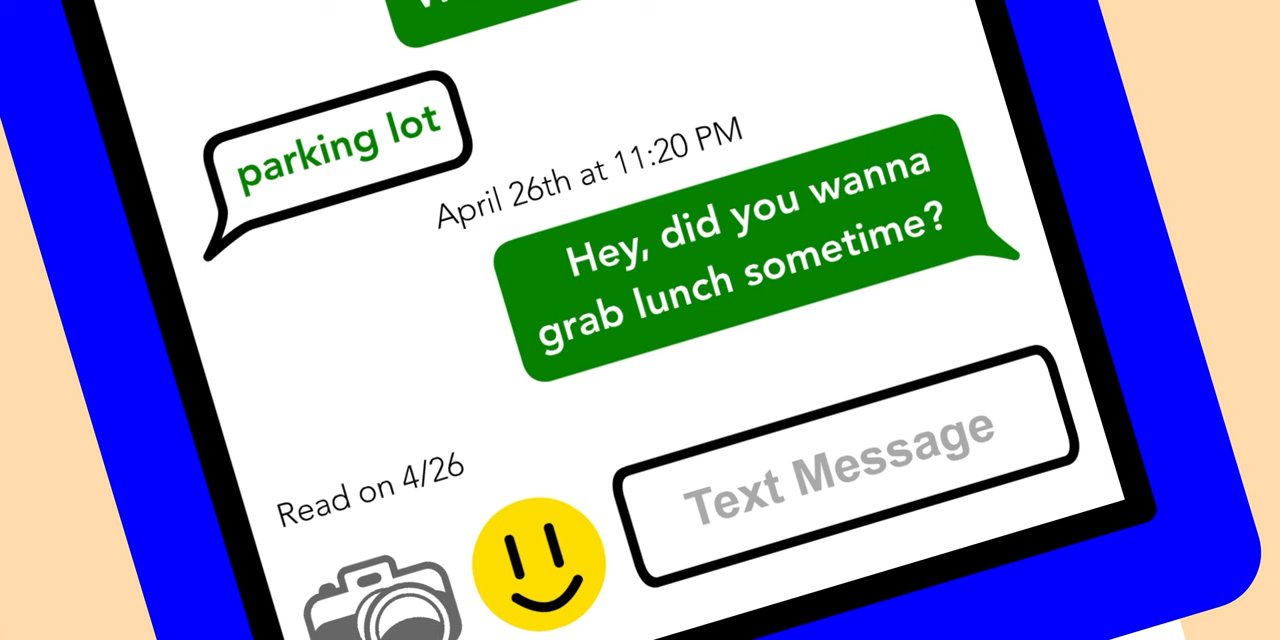 parking lot
April 26th at 11:20 PM
Hey, did you wanna
grab lunch sometime?
Read on 4/26
Text Message